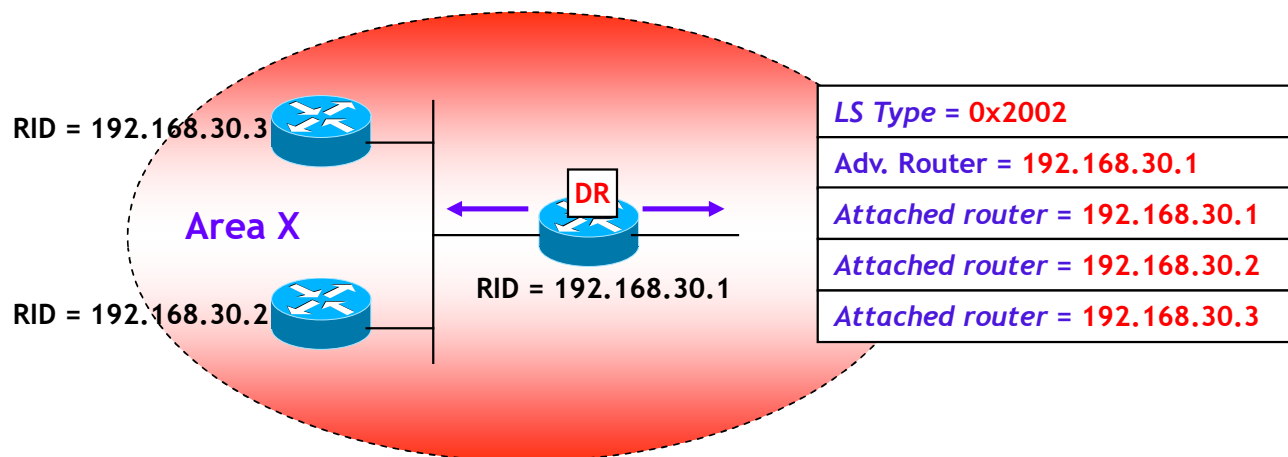 RID = 192.168.30.3
Area X
RID = 192.168.30.2
DR
RID = 192.168.30.1
LS Type = 0x2002
Adv. Router = 192.168.30.1
Attached router = 192.168.30.1
Attached router = 192.168.30.2
Attached router = 192.168.30.3